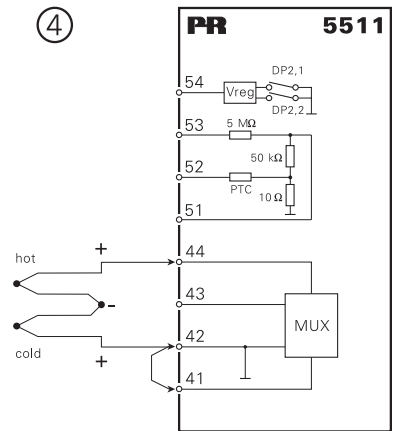 4
PR 5511
54
Vreg
DP2,1
DP2,2
53
5 MΩ
50 kΩ
52
PTC
10 Ω
51
44
+
hot
43
-
MUX
42
cold
+
41